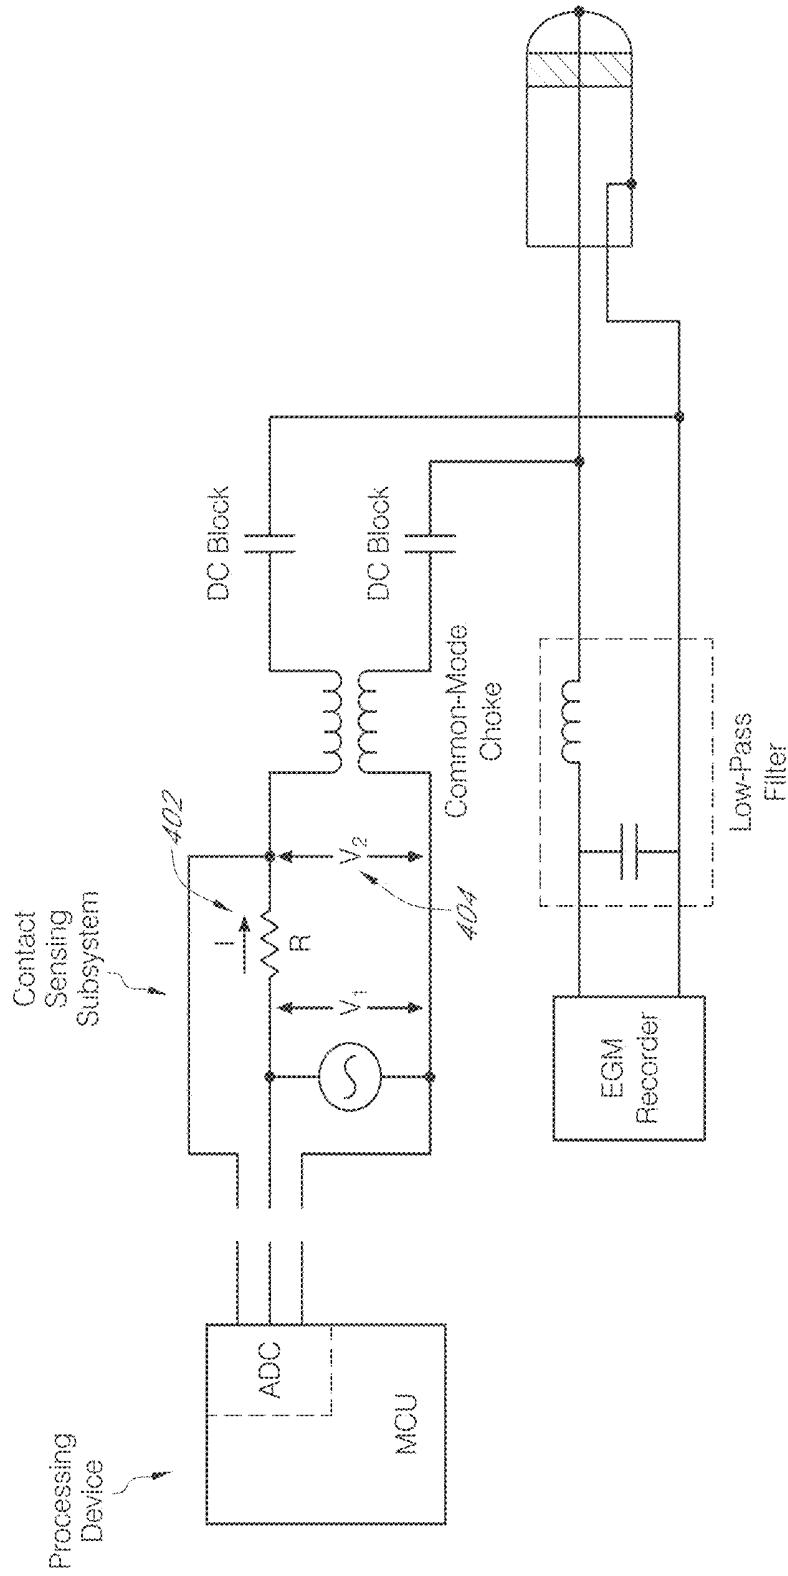 Processing
Device
MCU
ADC
Contact
Sensing
Subsystem
402
I
R
V1
V2
404
Common-Mode
Choke
DC Block
DC Block
EGM
Recorder
Low-Pass
Filter